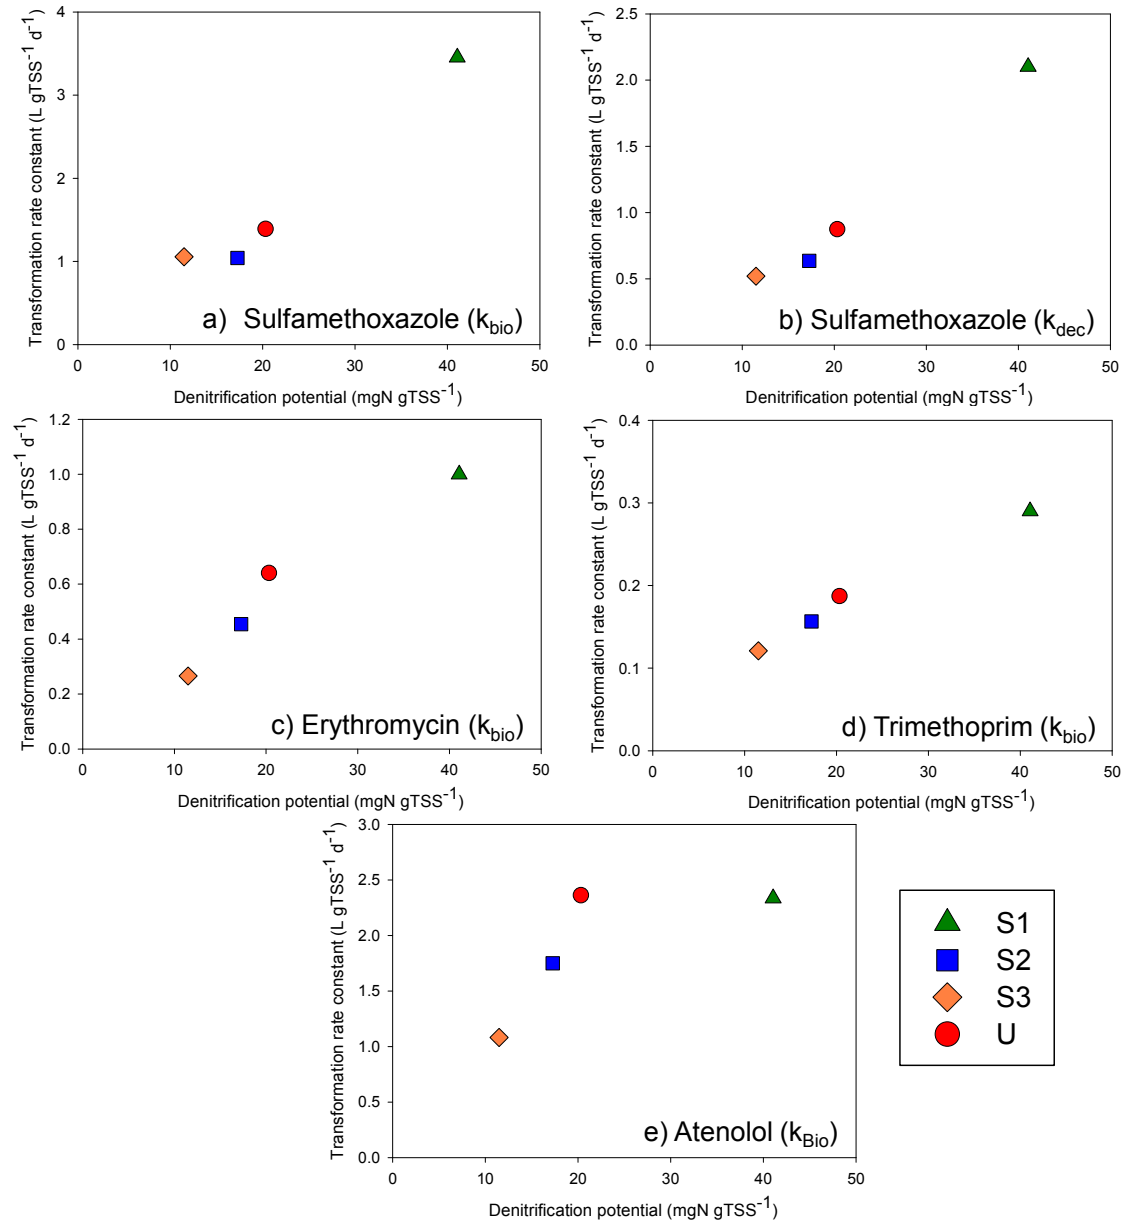 Transformation rate constant (L gTSS-1 d-1)
4
3
2
1
0
a) Sulfamethoxazole (kbio)
0 10 20 30 40 50
Denitrification potential (mgN gTSS-1)
Transformation rate constant (L gTSS-1 d-1)
2.5
2.0
1.5
1.0
0.5
0.0
b) Sulfamethoxazole (kdec)
0 10 20 30 40 50
Denitrification potential (mgN gTSS-1)
Transformation rate constant (L gTSS-1 d-1)
1.2
1.0
0.8
0.6
0.4
0.2
0.0
c) Erythromycin (kbio)
0 10 20 30 40 50
Denitrification potential (mgN gTSS-1)
Transformation rate constant (L gTSS-1 d-1)
0.4
0.3
0.2
0.1
0.0
d) Trimethoprim (kbio)
0 10 20 30 40 50
Denitrification potential (mgN gTSS-1)
Transformation rate constant (L gTSS-1 d-1)
3.0
2.5
2.0
1.5
1.0
0.5
0.0
e) Atenolol (kBio)
0 10 20 30 40 50
Denitrification potential (mgN gTSS-1)
S1
S2
S3
U